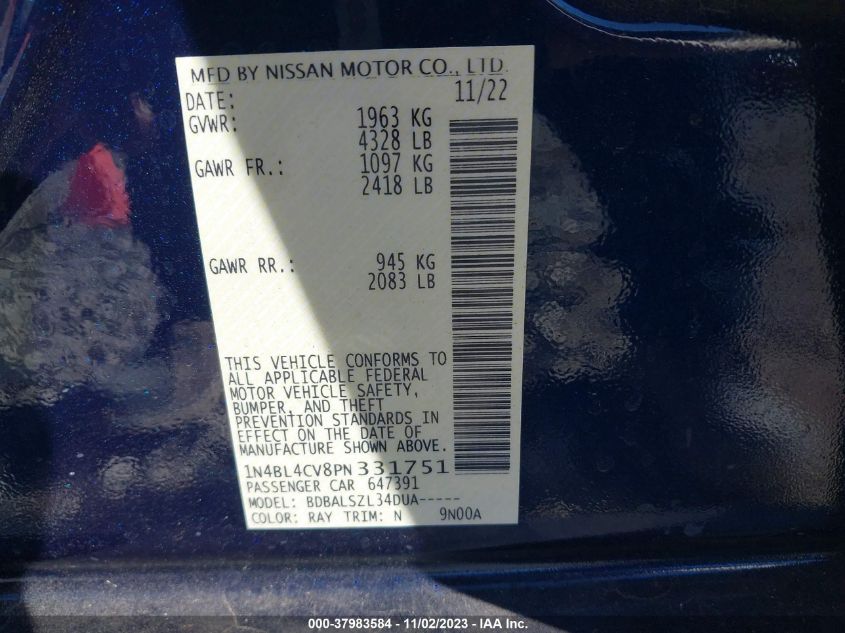 MFD BY NISSAN MOTOR CO., LTD.
DATE: 11/22
GVWR: 1963 KG
4328 LB
GAWR FR.: 1097 KG
2418 LB
GAWR RR.: 945 KG
2083 LB
THIS VEHICLE CONFORMS TO
ALL APPLICABLE FEDERAL
MOTOR VEHICLE SAFETY,
BUMPER, AND THEFT
PREVENTION STANDARDS IN
EFFECT ON THE DATE OF
MANUFACTURE SHOWN ABOVE.
1N4BL4CV8PN331751
PASSENGER CAR 647391
MODEL: BDBALSZL34DUA-----
COLOR: RAY TRIM: N 9N00A
000-37983584 - 11/02/2023 - IAA Inc.